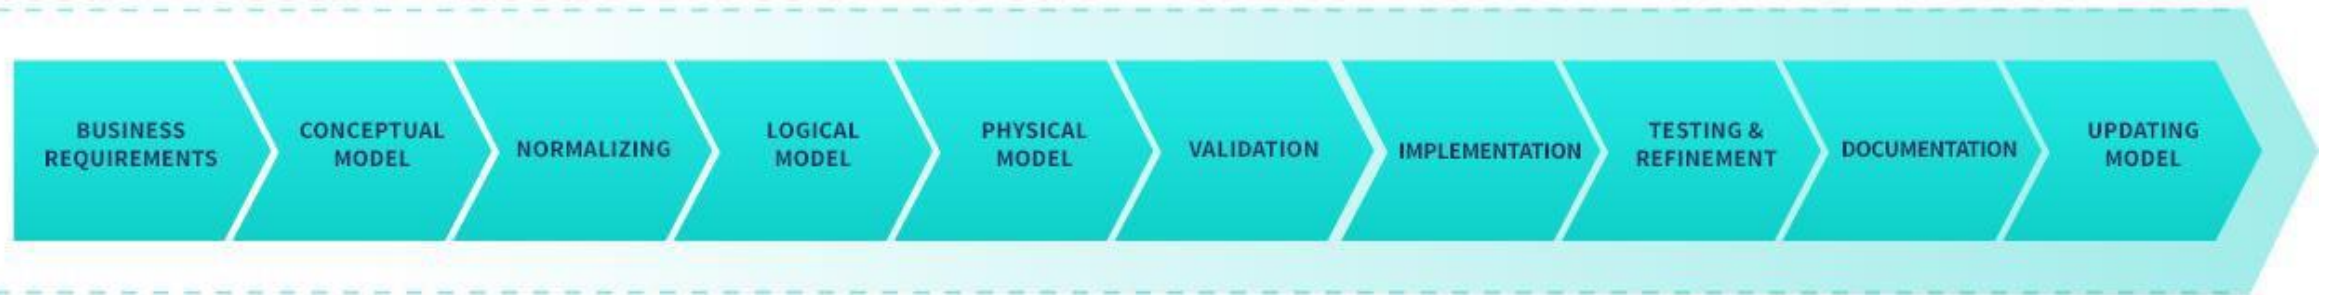 BUSINESS
REQUIREMENTS
CONCEPTUAL
MODEL
NORMALIZING
LOGICAL
MODEL
PHYSICAL
MODEL
VALIDATION
IMPLEMENTATION
TESTING &
REFINEMENT
DOCUMENTATION
UPDATING
MODEL